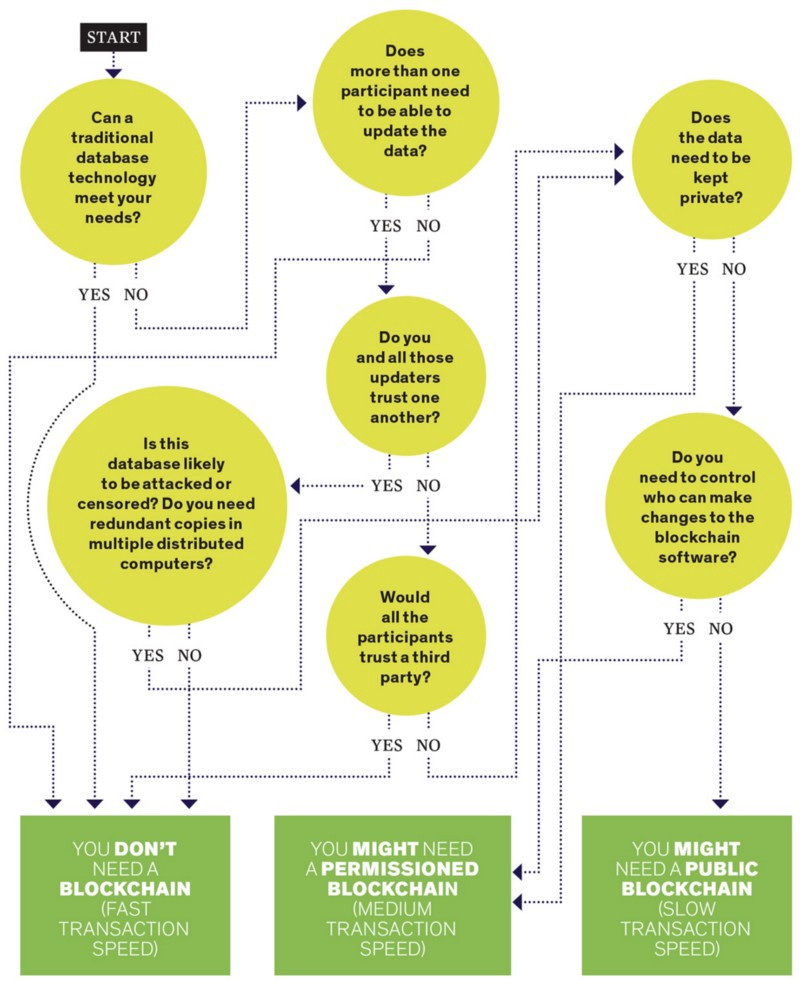 START
Can a
traditional
database
technology
meet your
needs?
YES NO
Does
more than one
participant need
to be able to
update the
data?
YES NO
Does
the data
need to be
kept
private?
YES NO
Do you
and all those
updaters
trust one
another?
YES NO
Is this
database likely
to be attacked or
censored? Do you need
redundant copies in
multiple distributed
computers?
YES NO
Do you
need to control
who can make
changes to the
blockchain
software?
YES NO
Would
all the
participants
trust a third
party?
YES NO
YOU DON'T
NEED A
BLOCKCHAIN
(FAST
TRANSACTION
SPEED)
YOU MIGHT NEED
A PERMISSIONED
BLOCKCHAIN
(MEDIUM
TRANSACTION
SPEED)
YOU MIGHT
NEED A PUBLIC
BLOCKCHAIN
(SLOW
TRANSACTION
SPEED)